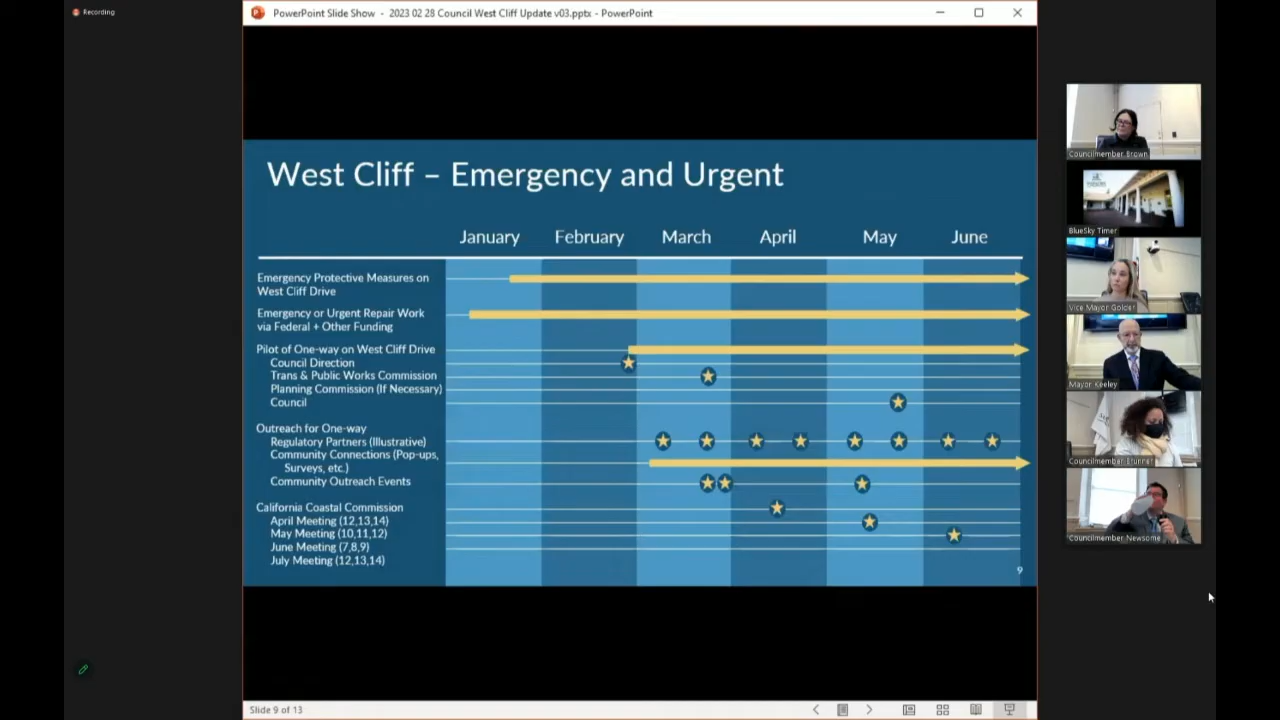 Recording
PowerPoint Slide Show - 2023 02 28 Council West Cliff Update v03.pptx - PowerPoint
West Cliff – Emergency and Urgent
January February March April May June
Emergency Protective Measures on
West Cliff Drive
Emergency or Urgent Repair Work
via Federal + Other Funding
Pilot of One-way on West Cliff Drive
Council Direction
Trans & Public Works Commission
Planning Commission (If Necessary)
Council
Outreach for One-way
Regulatory Partners (Illustrative)
Community Connections (Pop-ups,
Surveys, etc.)
Community Outreach Events
California Coastal Commission
April Meeting (12,13,14)
May Meeting (10,11,12)
June Meeting (7,8,9)
July Meeting (12,13,14)
9
Slide 9 of 13
Councilmember Brown
BlueSky Timer
Vice Mayor Golder
Mayor Keeley
Councilmember Brunner
Councilmember Newsome